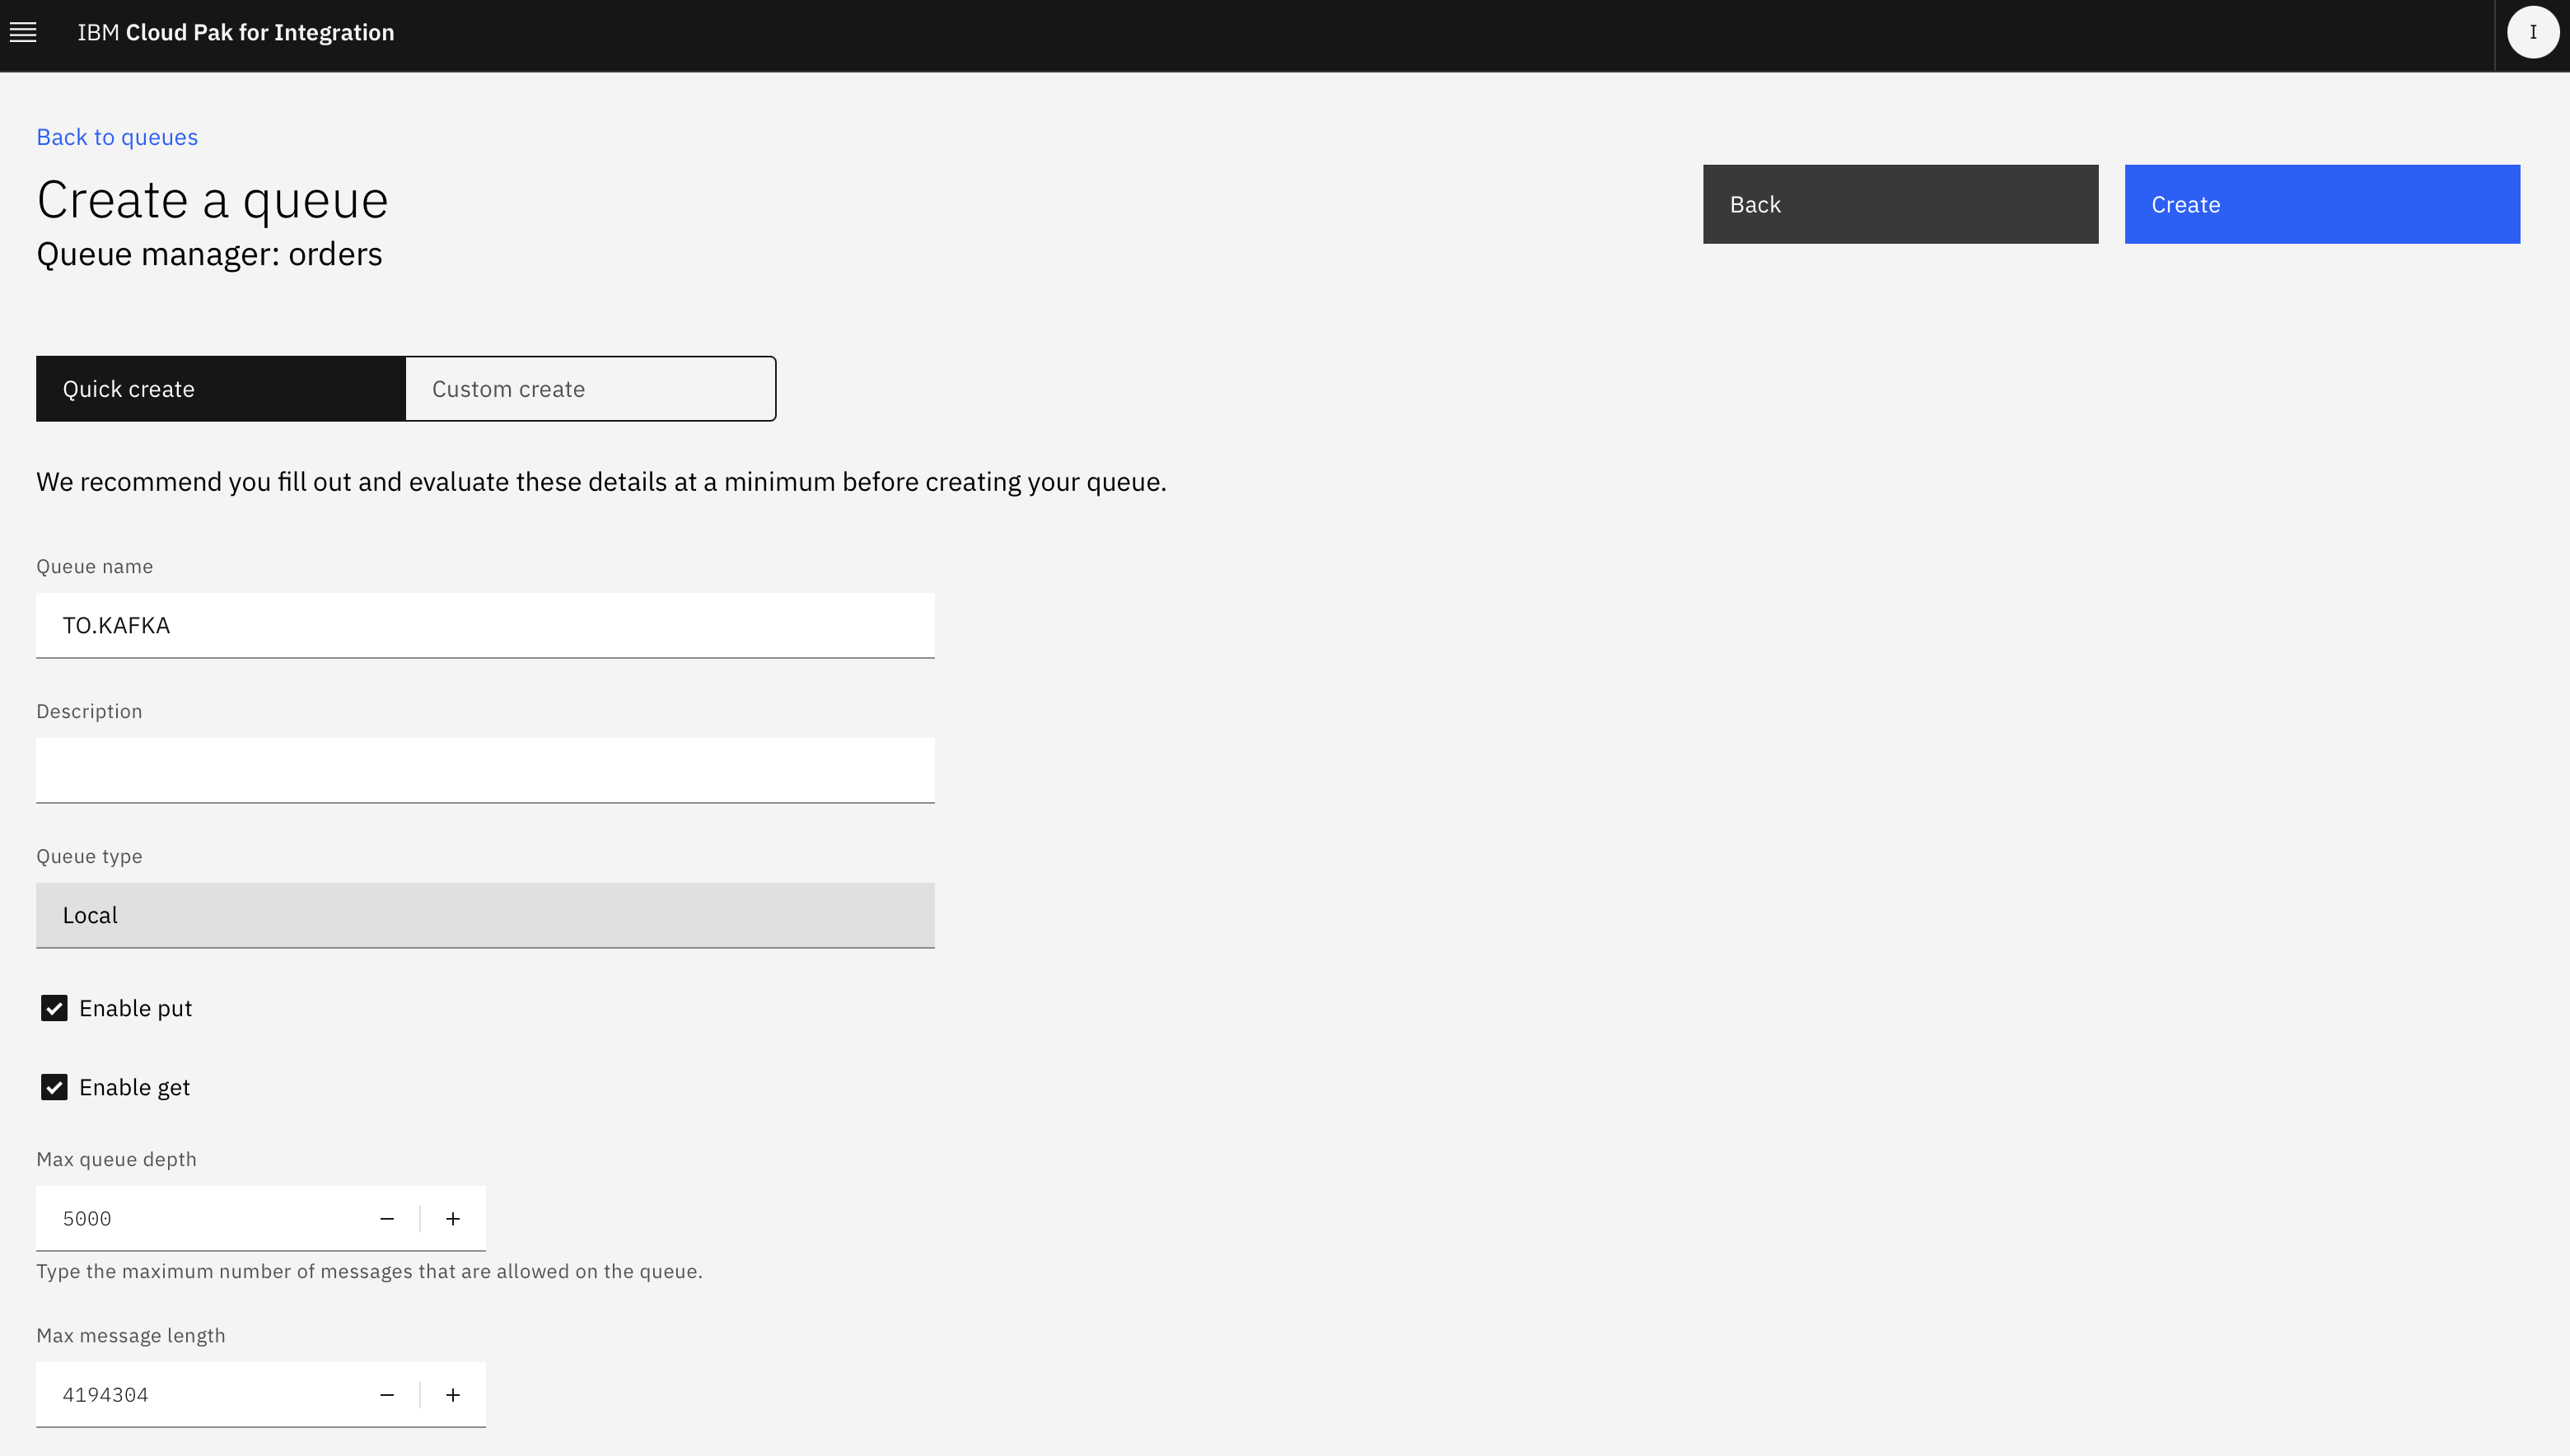 IBM Cloud Pak for Integration
I
Back to queues
Create a queue
Queue manager: orders
Back
Create
Quick create
Custom create
We recommend you fill out and evaluate these details at a minimum before creating your queue.
Queue name
TO.KAFKA
Description
Queue type
Local
Enable put
Enable get
Max queue depth
5000
Type the maximum number of messages that are allowed on the queue.
Max message length
4194304